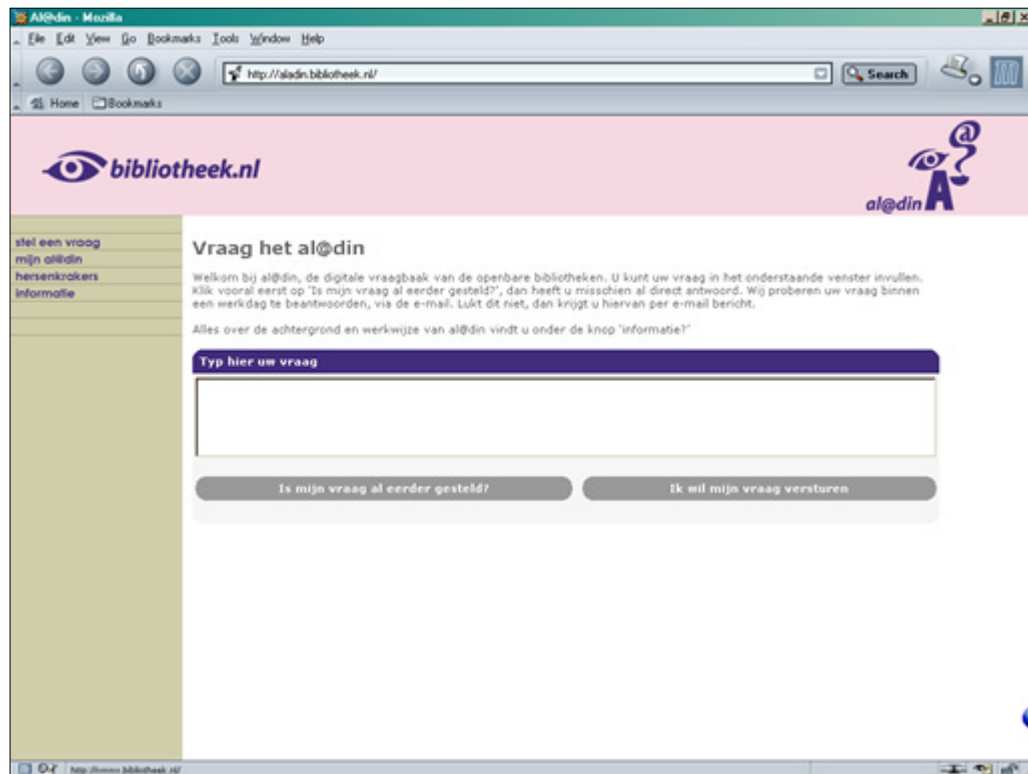 Al@din - Mozilla
File Edit View Go Bookmarks Tools Window Help
http://aladin.bibliotheek.nl/
Search
Home Bookmarks
bibliotheek.nl
al@din
stel een vraag
mijn al@din
hersenkrakers
informatie
Vraag het al@din
Welkom bij al@din, de digitale vraagbaak van de openbare bibliotheken. U kunt uw vraag in het onderstaande venster invullen.
Klik vooral eerst op 'Is mijn vraag al eerder gesteld?', dan heeft u misschien al direct antwoord. Wij proberen uw vraag binnen
een werkdag te beantwoorden, via de e-mail. Lukt dit niet, dan krijgt u hiervan per e-mail bericht.
Alles over de achtergrond en werkwijze van al@din vindt u onder de knop 'informatie?'
Typ hier uw vraag
Is mijn vraag al eerder gesteld?
Ik wil mijn vraag versturen